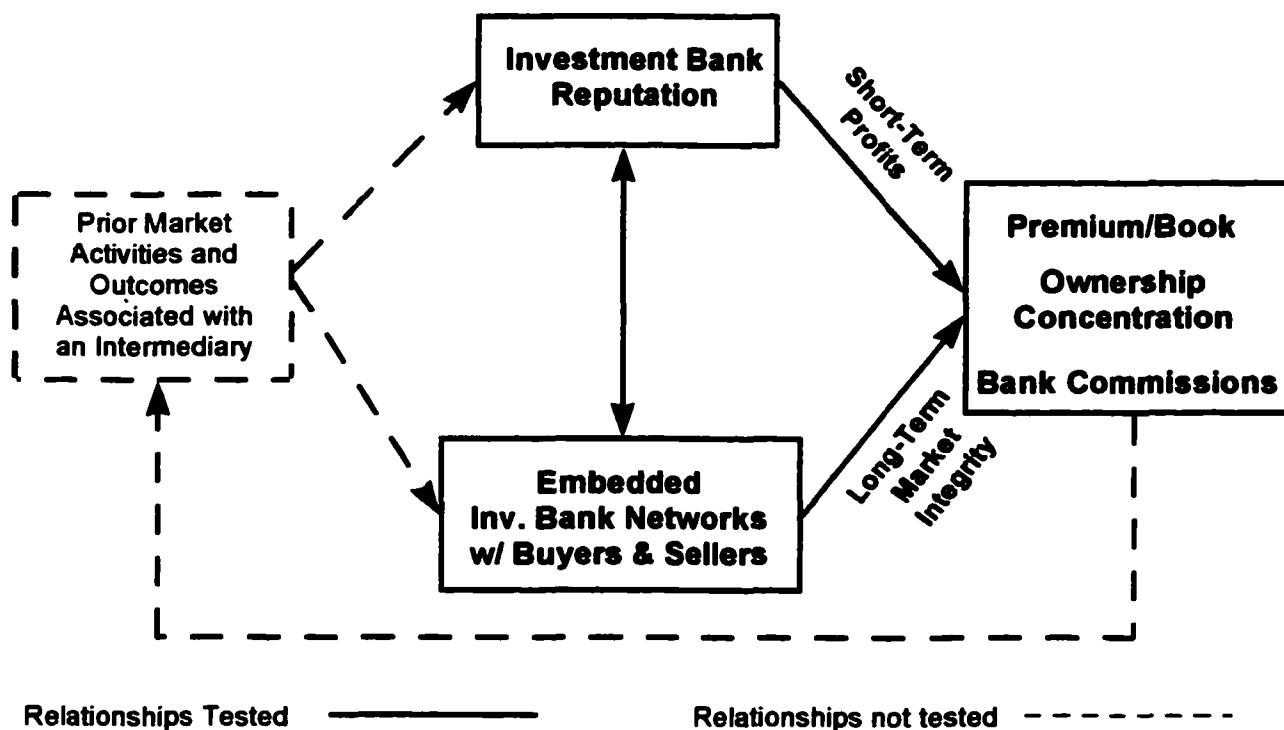 Investment Bank
Reputation
Short-Term
Profits
Prior Market
Activities and
Outcomes
Associated with
an Intermediary
Premium/Book
Ownership
Concentration
Bank Commissions
Embedded
Inv. Bank Networks
w/ Buyers & Sellers
Long-Term
Market
Integrity
Relationships Tested
Relationships not tested